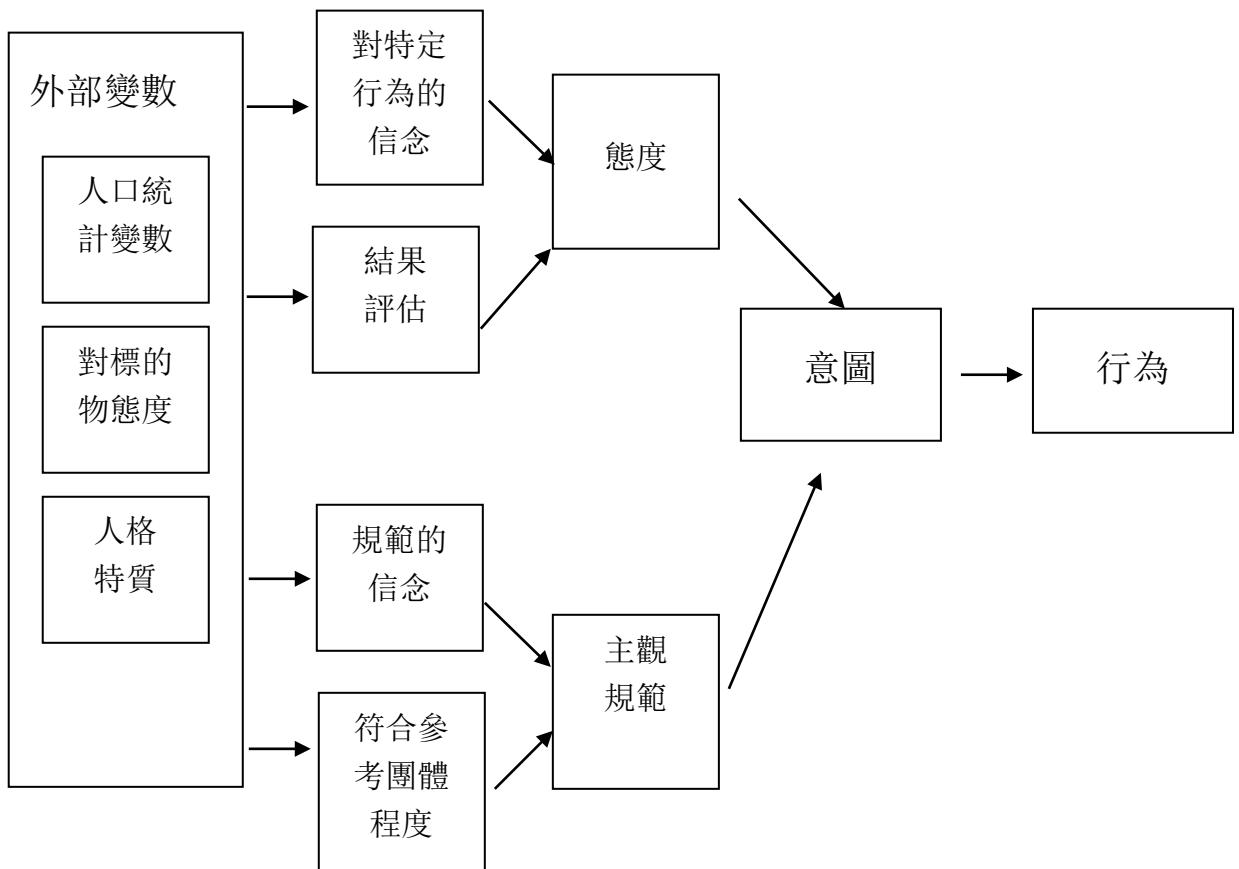 外部變數
人口統
計變數
對標的
物態度
人格
特質
對特定
行為的
信念
結果
評估
規範的
信念
符合參
考團體
程度
態度
主觀
規範
意圖
行為